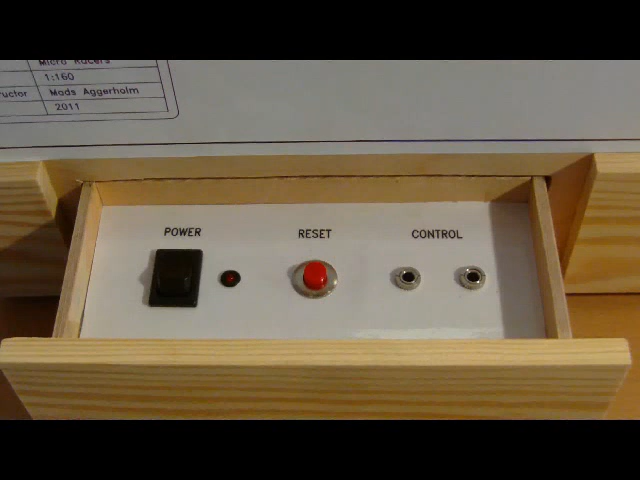 Micro Racers
1:160
ructor Mads Aggerholm
2011
POWER RESET CONTROL